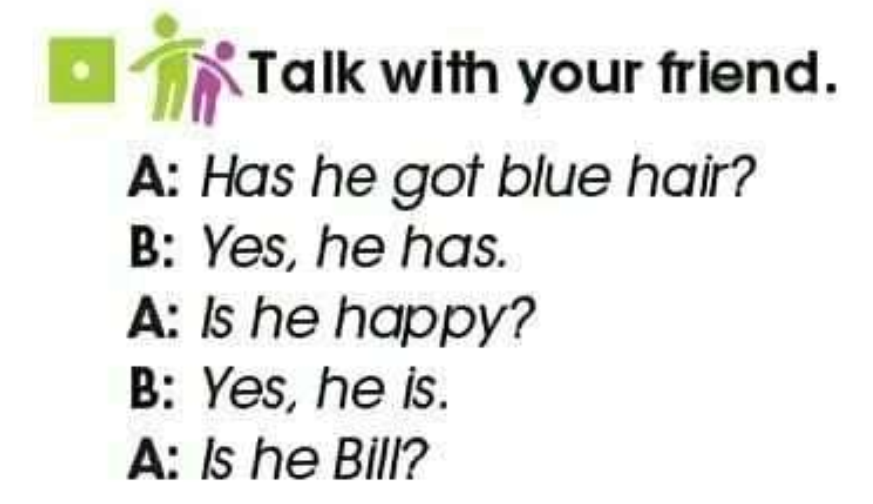 Talk with your friend.
A: Has he got blue hair?
B: Yes, he has.
A: Is he happy?
B: Yes, he is.
A: Is he Bill?